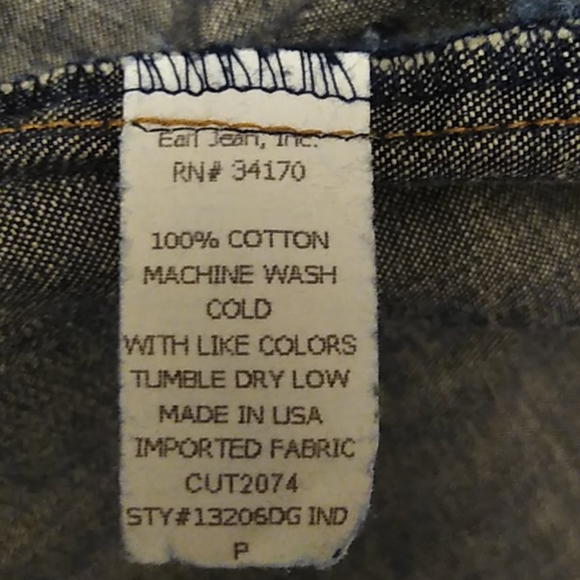 Earl Jean, Inc.
RN# 34170
100% COTTON
MACHINE WASH
COLD
WITH LIKE COLORS
TUMBLE DRY LOW
MADE IN USA
IMPORTED FABRIC
CUT2074
STY#13206DG IND
P